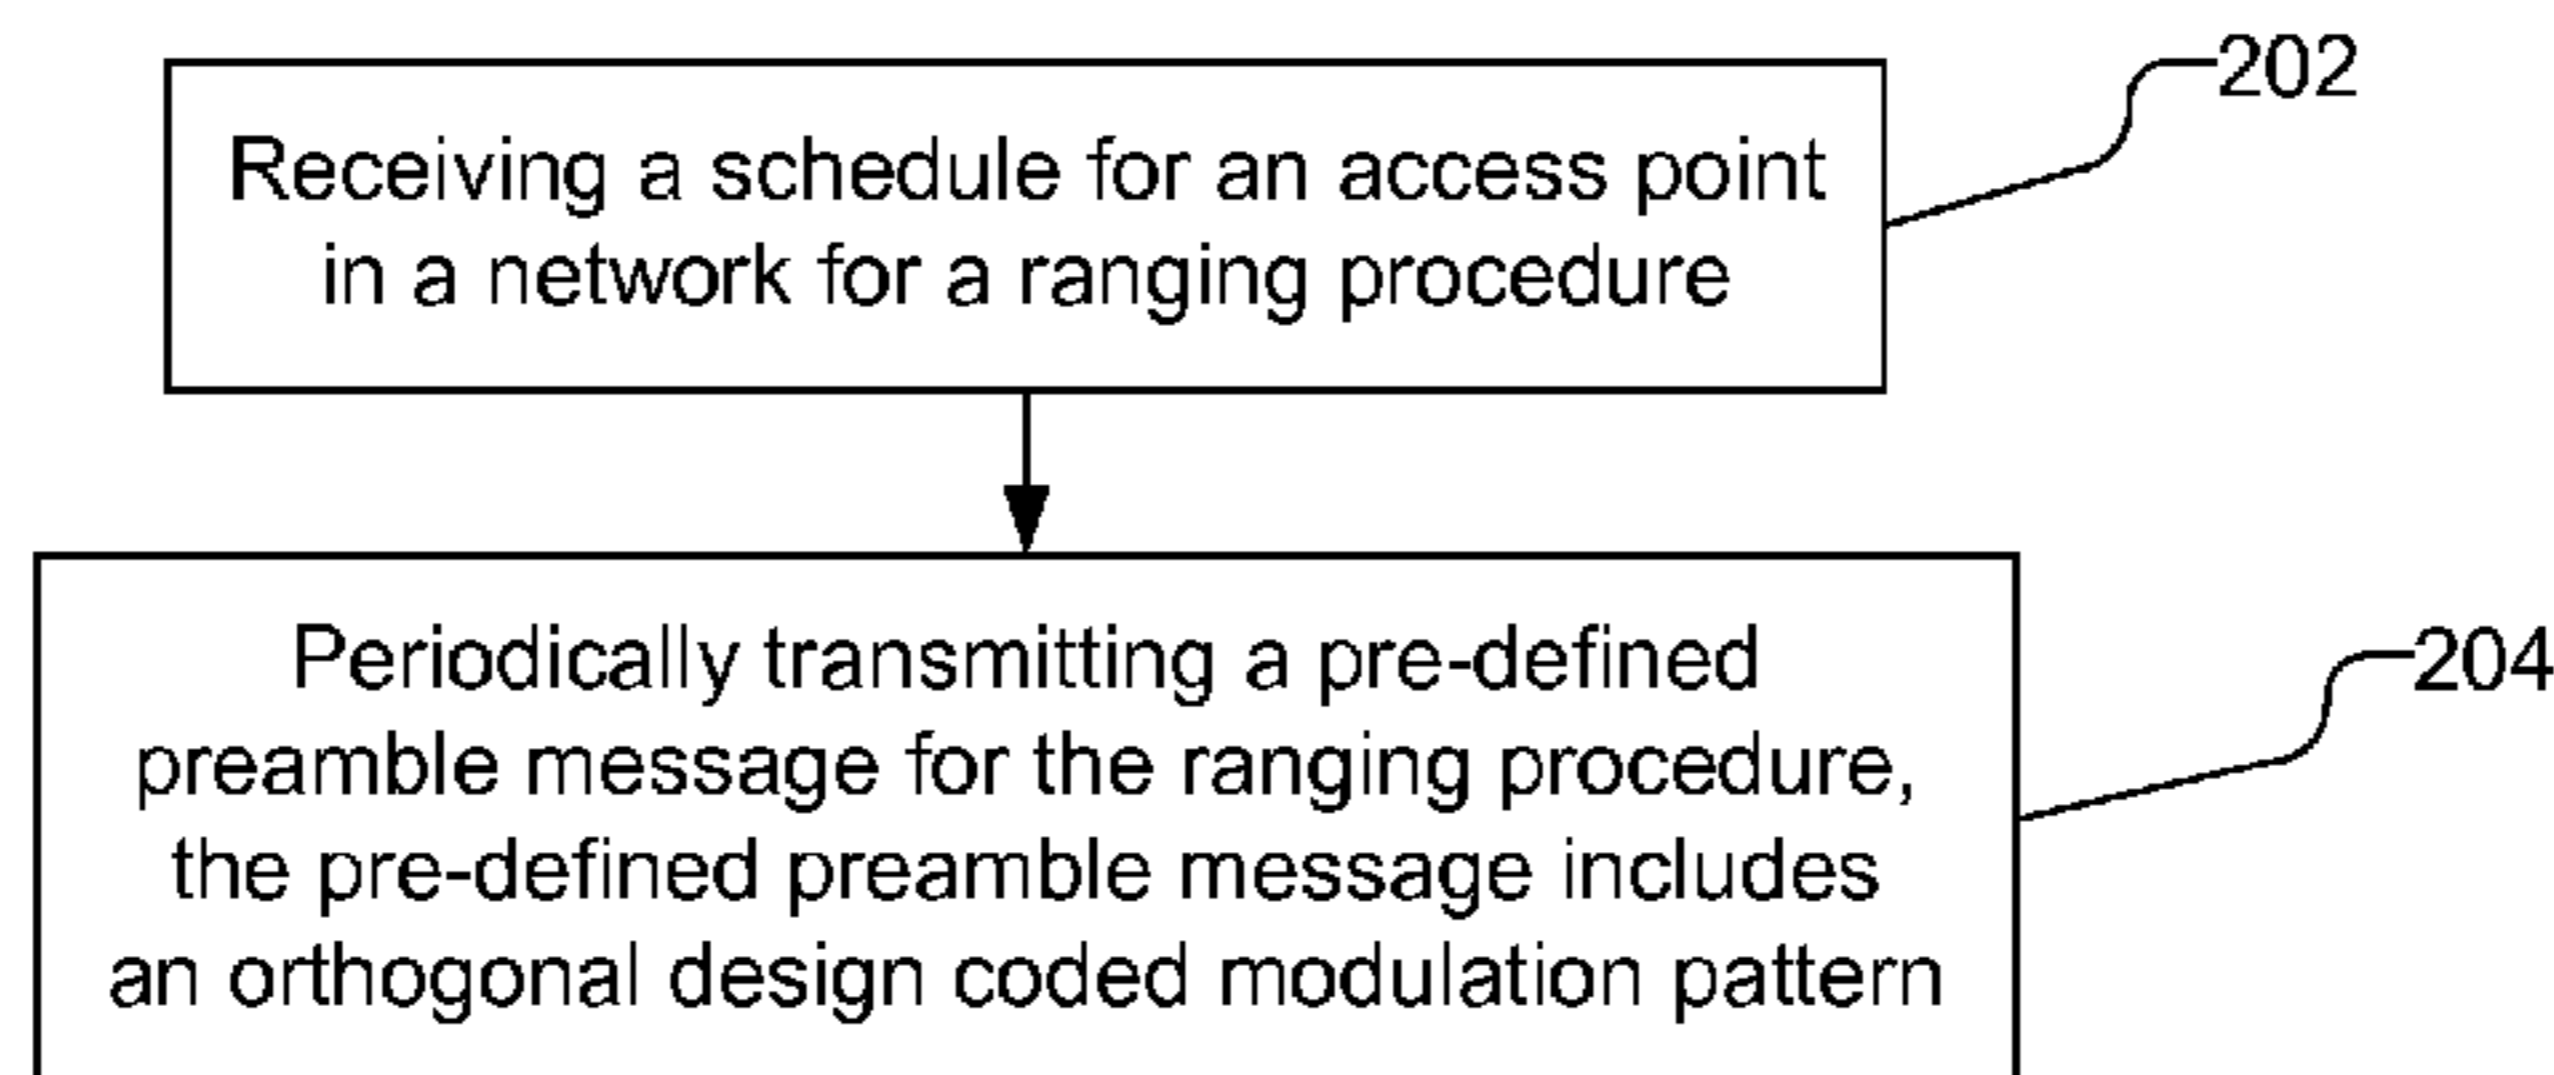 202
Receiving a schedule for an access point
in a network for a ranging procedure
204
Periodically transmitting a pre-defined
preamble message for the ranging procedure,
the pre-defined preamble message includes
an orthogonal design coded modulation pattern